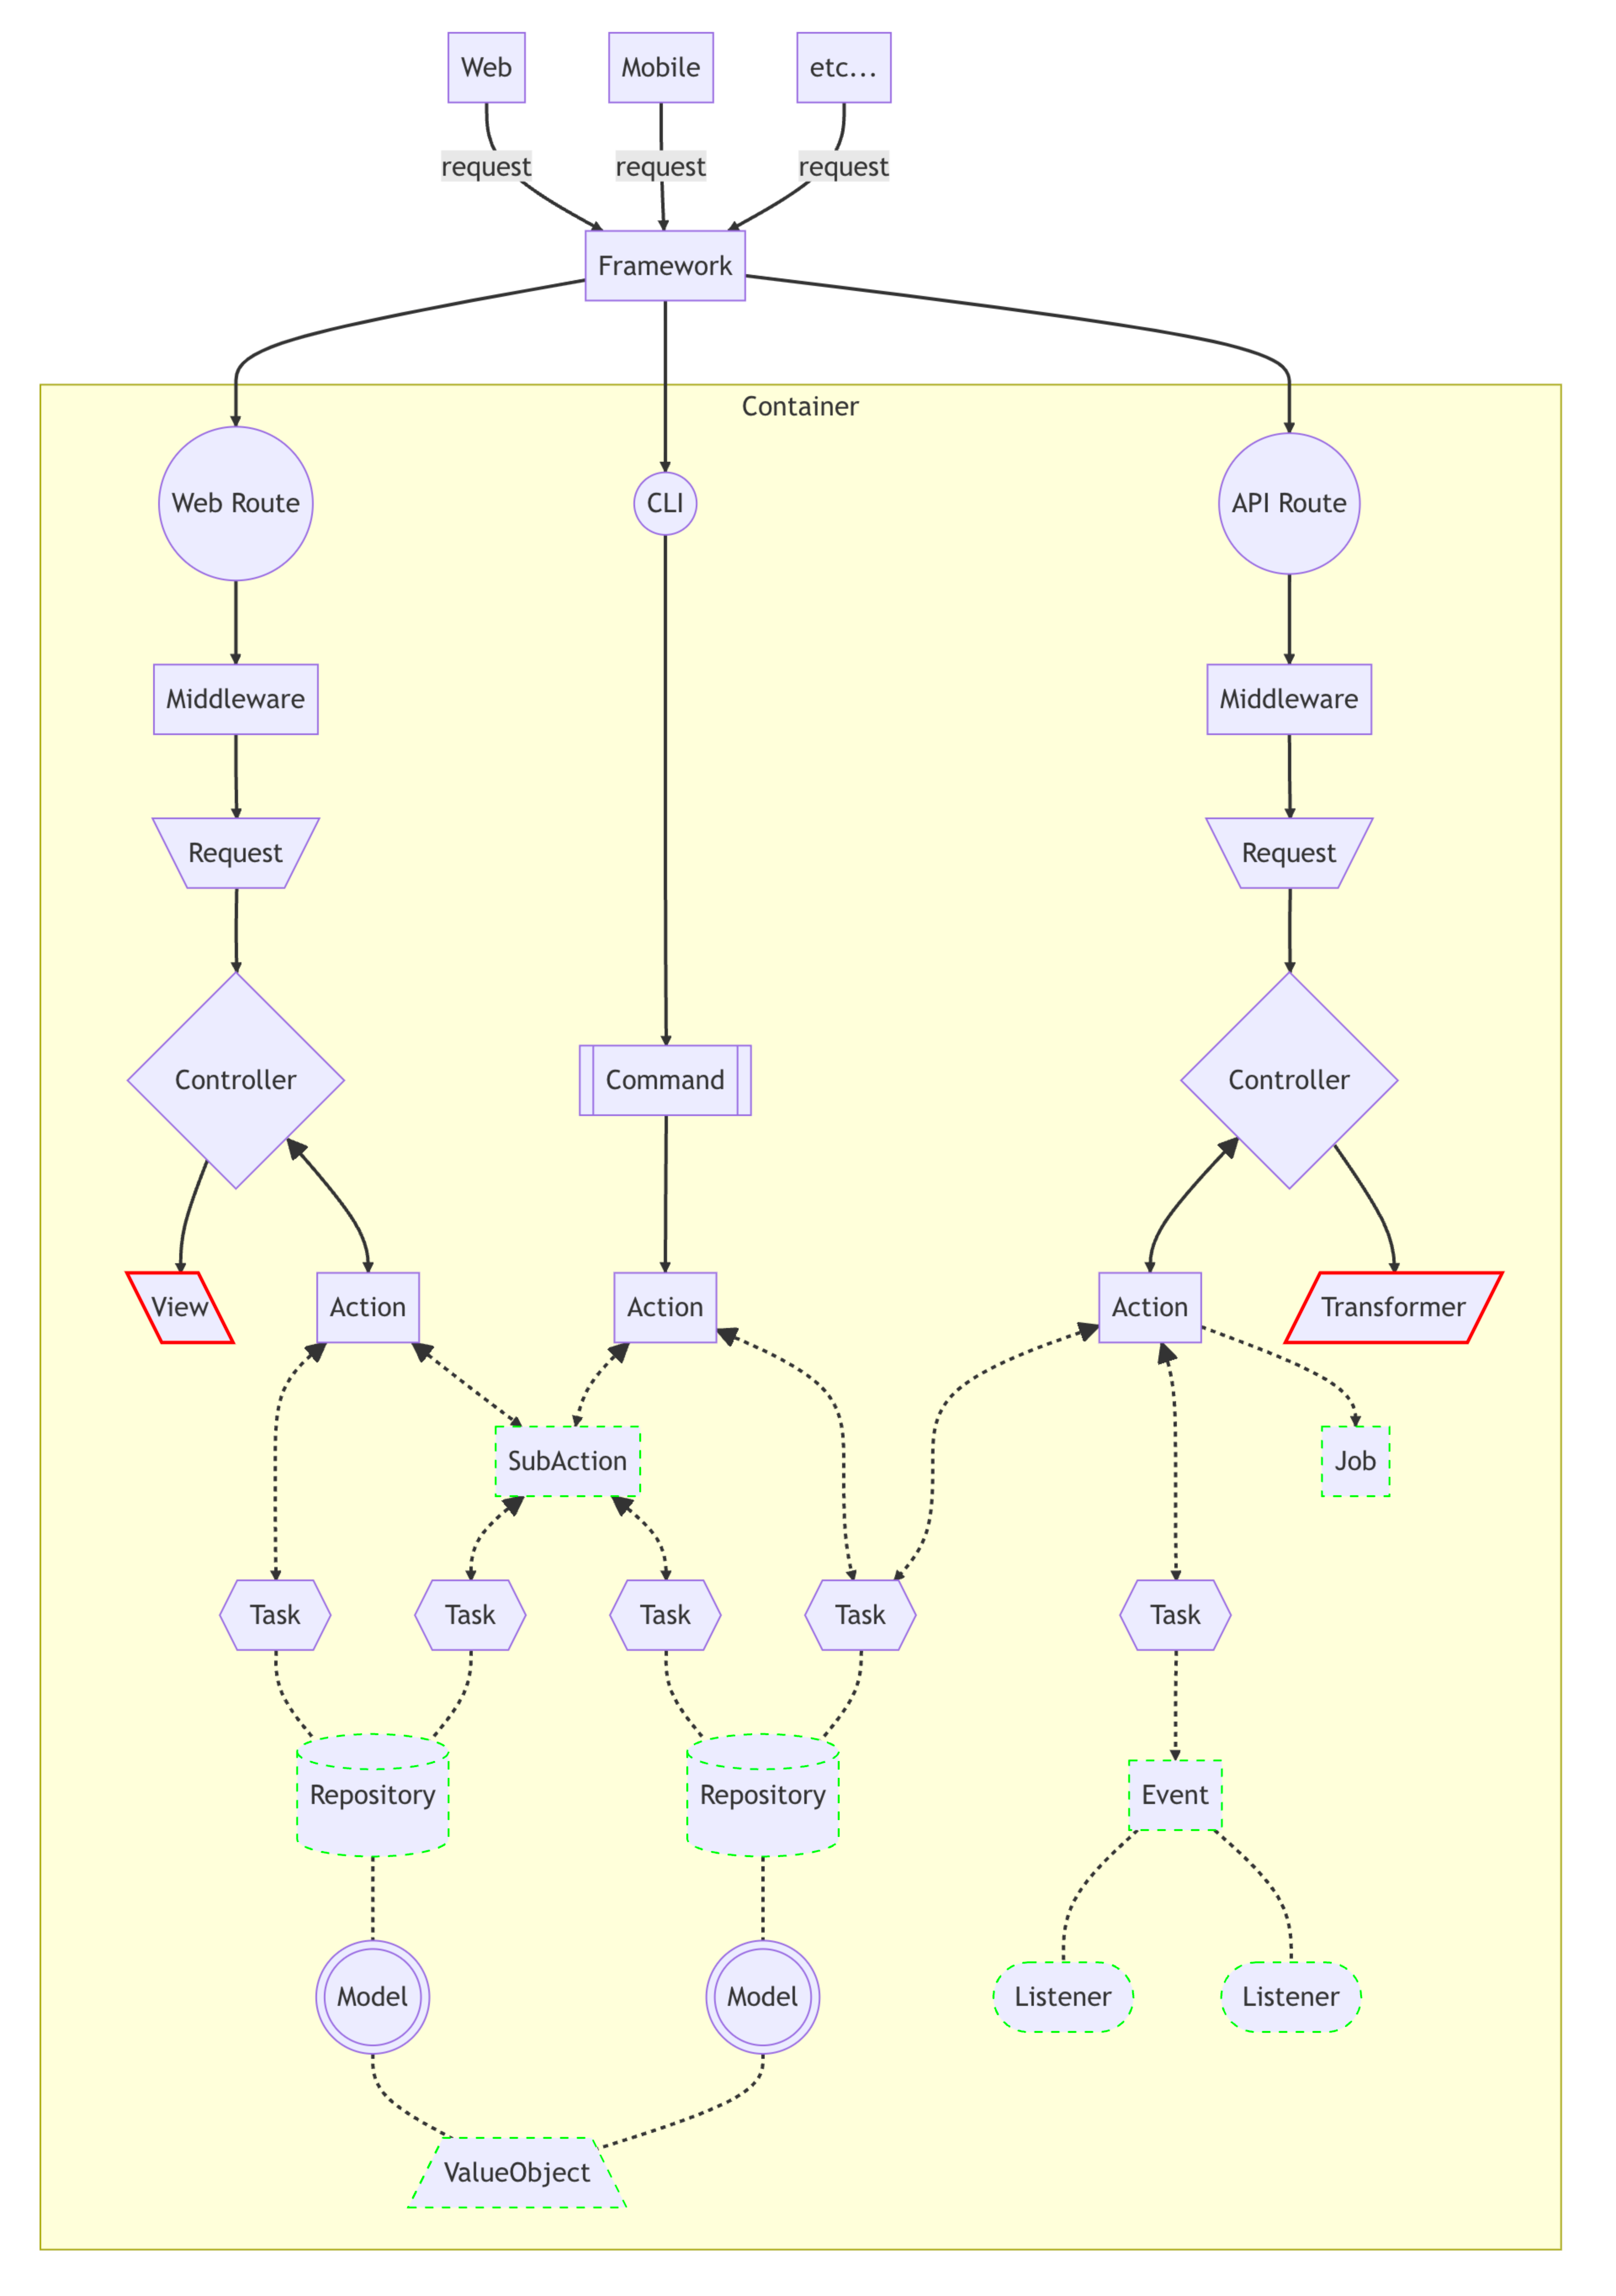 Web
Mobile
etc...
request
request
request
Framework
Container
Web Route
CLI
API Route
Middleware
Middleware
Request
Request
Controller
Command
Controller
View
Action
Action
Action
Transformer
SubAction
Job
Task
Task
Task
Task
Task
Repository
Repository
Event
Model
Model
Listener
Listener
ValueObject